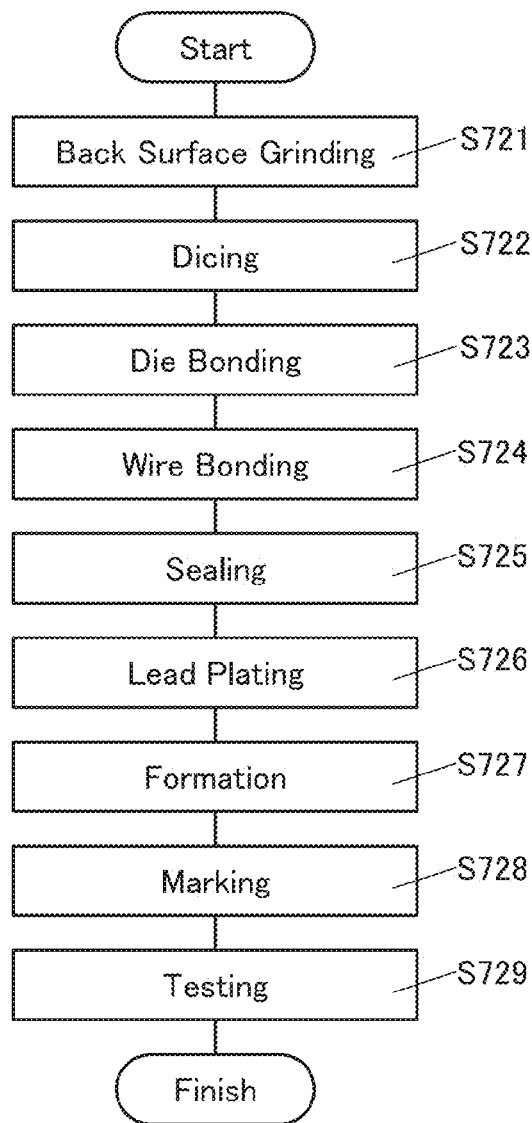 Start
Back Surface Grinding
S721
Dicing
S722
Die Bonding
S723
Wire Bonding
S724
Sealing
S725
Lead Plating
S726
Formation
S727
Marking
S728
Testing
S729
Finish